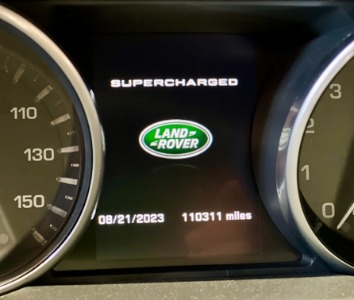 SUPERCHARGED
LAND
ROVER
08/21/2023 110311 miles
110
130
150
3
2
1
0